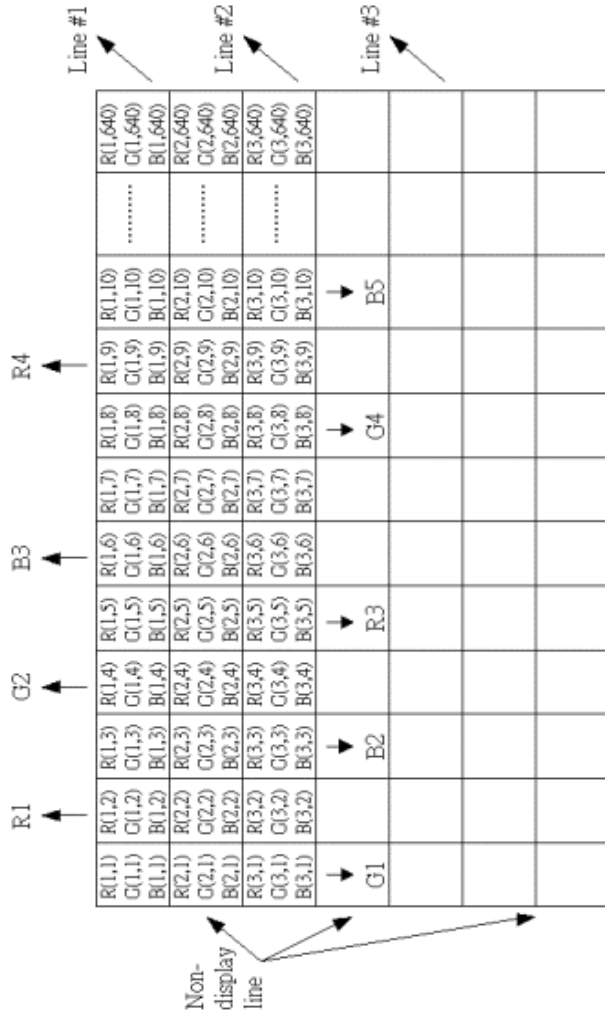 R1 G2 B3 R4
Line #1
R(1,1) R(1,2) R(1,3) R(1,4) R(1,5) R(1,6) R(1,7) R(1,8) R(1,9) R(1,10) R(1,640)
G(1,1) G(1,2) G(1,3) G(1,4) G(1,5) G(1,6) G(1,7) G(1,8) G(1,9) G(1,10) .......... G(1,640)
B(1,1) B(1,2) B(1,3) B(1,4) B(1,5) B(1,6) B(1,7) B(1,8) B(1,9) B(1,10) B(1,640)
Non-
display
line
Line #2
R(2,1) R(2,2) R(2,3) R(2,4) R(2,5) R(2,6) R(2,7) R(2,8) R(2,9) R(2,10) R(2,640)
G(2,1) G(2,2) G(2,3) G(2,4) G(2,5) G(2,6) G(2,7) G(2,8) G(2,9) G(2,10) .......... G(2,640)
B(2,1) B(2,2) B(2,3) B(2,4) B(2,5) B(2,6) B(2,7) B(2,8) B(2,9) B(2,10) B(2,640)
R(3,1) R(3,2) R(3,3) R(3,4) R(3,5) R(3,6) R(3,7) R(3,8) R(3,9) R(3,10) R(3,640)
G(3,1) G(3,2) G(3,3) G(3,4) G(3,5) G(3,6) G(3,7) G(3,8) G(3,9) G(3,10) .......... G(3,640)
B(3,1) B(3,2) B(3,3) B(3,4) B(3,5) B(3,6) B(3,7) B(3,8) B(3,9) B(3,10) B(3,640)
G1 B2 R3 G4 B5
Line #3